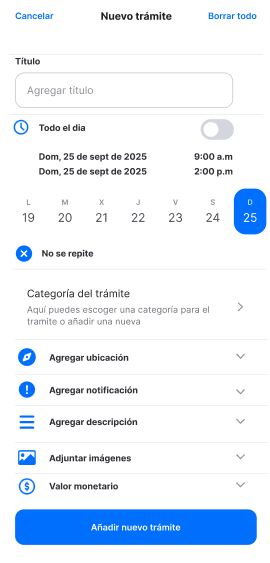 Cancelar Nuevo trámite Borrar todo
Título
Agregar título
Todo el día
Dom, 25 de sept de 2025 9:00 a.m
Dom, 25 de sept de 2025 2:00 p.m
L M X J V S D
19 20 21 22 23 24 25
No se repite
Categoría del trámite
Aquí puedes escoger una categoría para el
tramite o añadir una nueva
Agregar ubicación
Agregar notificación
Agregar descripción
Adjuntar imágenes
Valor monetario
Añadir nuevo trámite